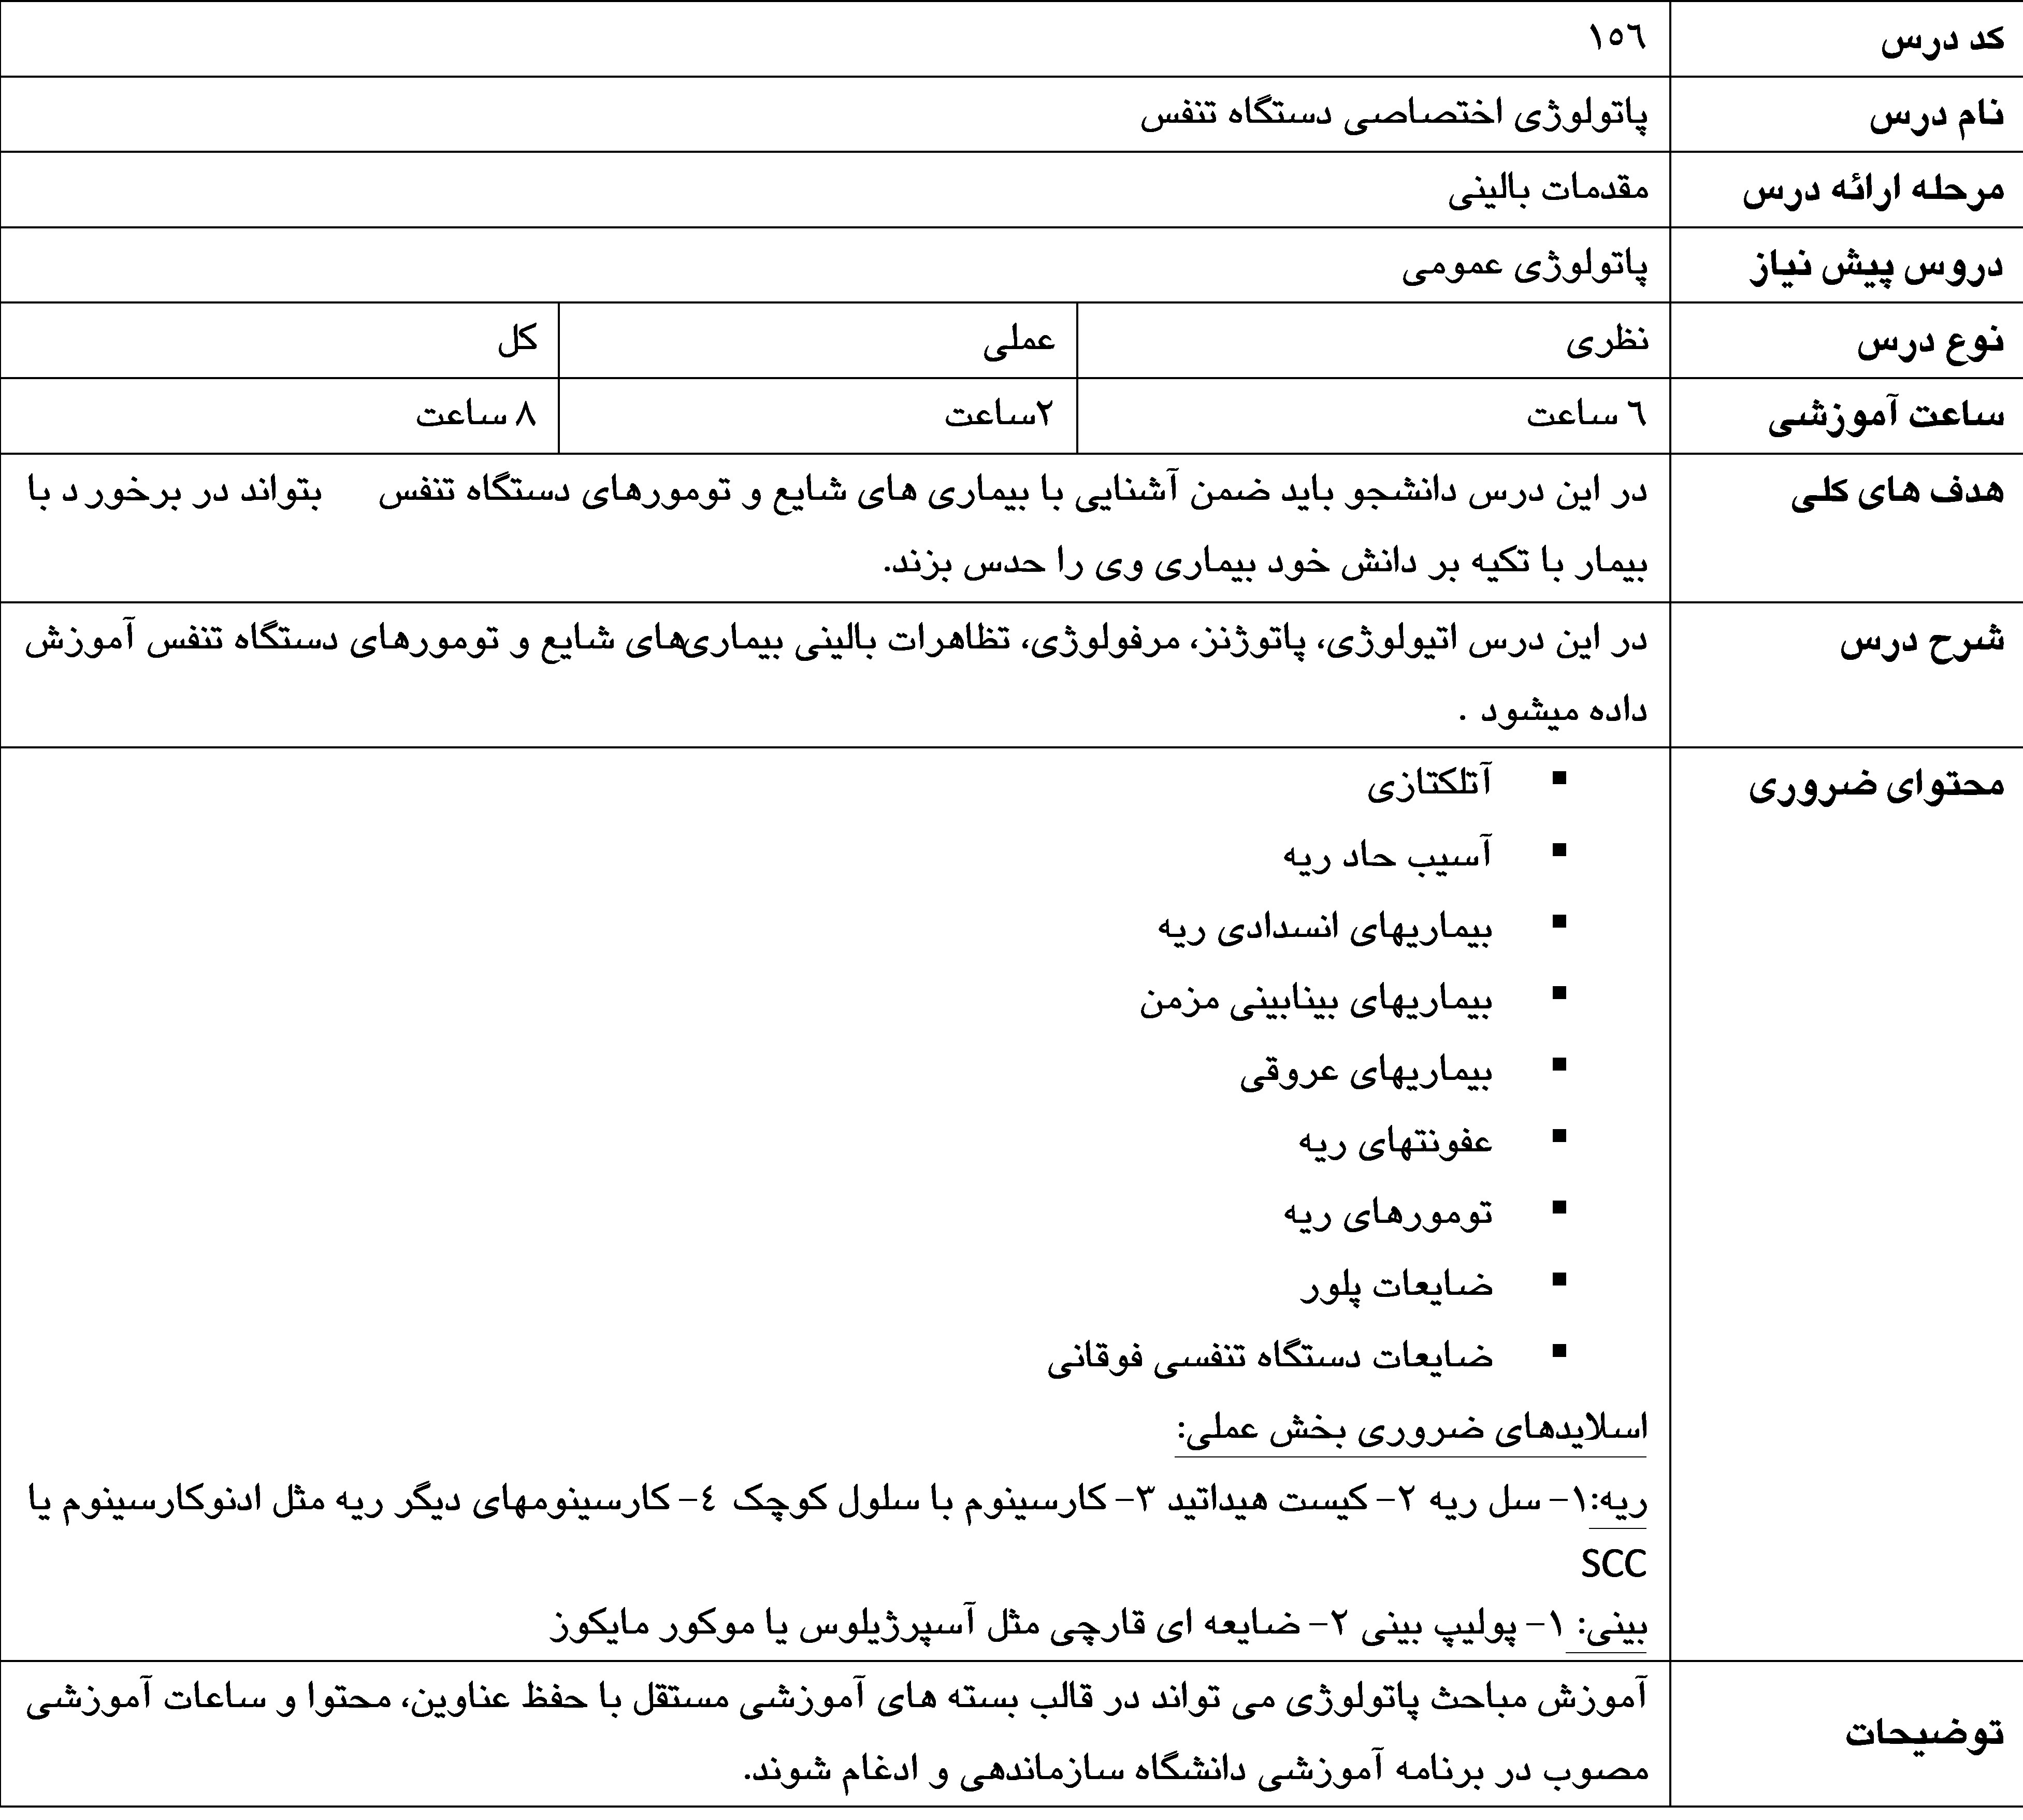 کد درس ۱۵٦
نام درس پاتولوژی اختصاصی دستگاه تنفس
مرحله ارائه درس مقدمات بالینی
دروس پیش نیاز پاتولوژی عمومی
نوع درس نظری عملی کل
ساعت آموزشی ٦ ساعت ۲ساعت ۸ ساعت
هدف های کلی در این درس دانشجو باید ضمن آشنایی با بیماری های شایع و تومورهای دستگاه تنفس بتواند در برخور د با
بیمار با تکیه بر دانش خود بیماری وی را حدس بزند.
شرح درس در این درس اتیولوژی، پاتوژنز، مرفولوژی، تظاهرات بالینی بیماری‌های شایع و تومورهای دستگاه تنفس آموزش
داده میشود .
محتوای ضروری ▪ آتلکتازی
▪ آسیب حاد ریه
▪ بیماریهای انسدادی ریه
▪ بیماریهای بینابینی مزمن
▪ بیماریهای عروقی
▪ عفونتهای ریه
▪ تومورهای ریه
▪ ضایعات پلور
▪ ضایعات دستگاه تنفسی فوقانی
اسلایدهای ضروری بخش عملی:
ریه:۱- سل ریه ۲- کیست هیداتید ۳- کارسینوم با سلول کوچک ٤- کارسینومهای دیگر ریه مثل ادنوکارسینوم یا
SCC
بینی: ۱- پولیپ بینی ۲- ضایعه ای قارچی مثل آسپرژیلوس یا موکور مایکوز
توضیحات آموزش مباحث پاتولوژی می تواند در قالب بسته های آموزشی مستقل با حفظ عناوین، محتوا و ساعات آموزشی
مصوب در برنامه آموزشی دانشگاه سازماندهی و ادغام شوند.